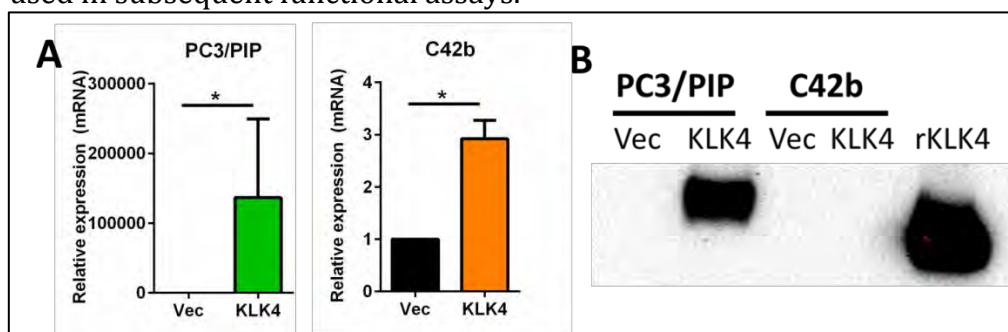 used in subsequent functional assays.
A
PC3/PIP
Relative expression (mRNA)
300000
200000
100000
0
Vec KLK4
*
C42b
Relative expression (mRNA)
4
3
2
1
0
Vec KLK4
*
B
PC3/PIP C42b
Vec KLK4 Vec KLK4 rKLK4